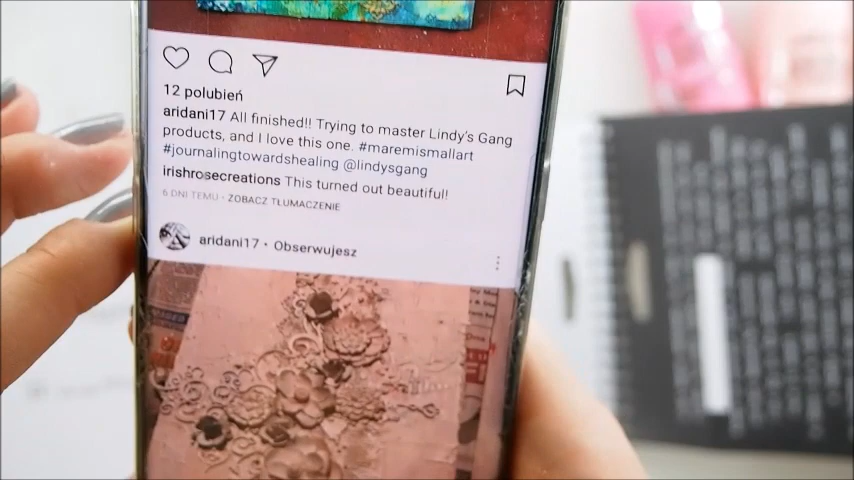 12 polubień
aridani17 All finished!! Trying to master Lindy's Gang
products, and I love this one. #maremismallart
#journalingtowardshealing @lindysgang
irishrosecreations This turned out beautiful!
6 DNI TEMU · ZOBACZ TŁUMACZENIE
aridani17 • Obserwujesz